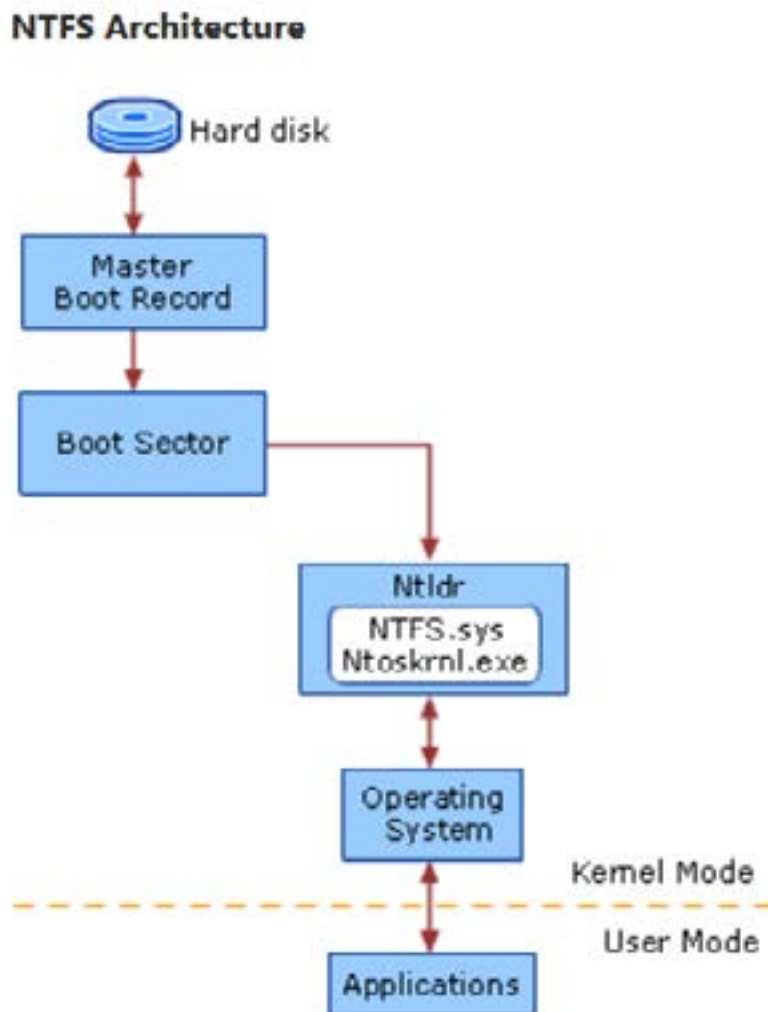 NTFS Architecture
Hard disk
Master
Boot Record
Boot Sector
Ntldr
NTFS.sys
Ntoskrnl.exe
Operating
System
Kernel Mode
User Mode
Applications